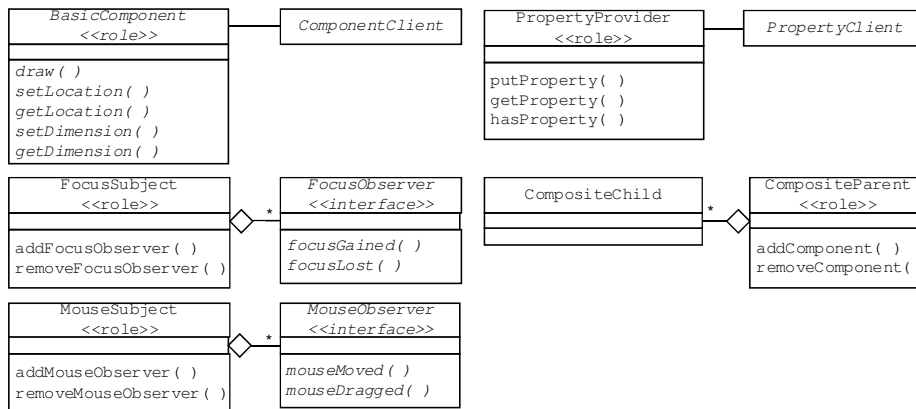 BasicComponent
<<role>>
draw( )
setLocation( )
getLocation( )
setDimension( )
getDimension( )
ComponentClient
PropertyProvider
<<role>>
putProperty( )
getProperty( )
hasProperty( )
PropertyClient
FocusSubject
<<role>>
addFocusObserver( )
removeFocusObserver( )
*
FocusObserver
<<interface>>
focusGained( )
focusLost( )
CompositeChild
*
CompositeParent
<<role>>
addComponent( )
removeComponent(
MouseSubject
<<role>>
addMouseObserver( )
removeMouseObserver( )
*
MouseObserver
<<interface>>
mouseMoved( )
mouseDragged( )